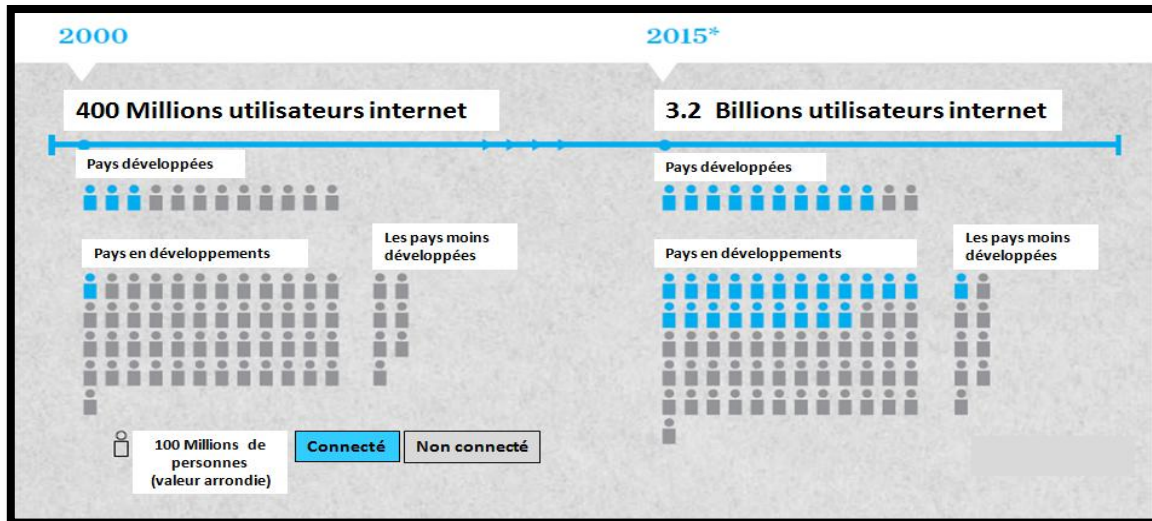 2000
2015*
400 Millions utilisateurs internet
3.2 Billions utilisateurs internet
Pays développées
Pays développées
Pays en développements
Les pays moins
développées
Pays en développements
Les pays moins
développées
100 Millions de
personnes
(valeur arrondie)
Connecté
Non connecté